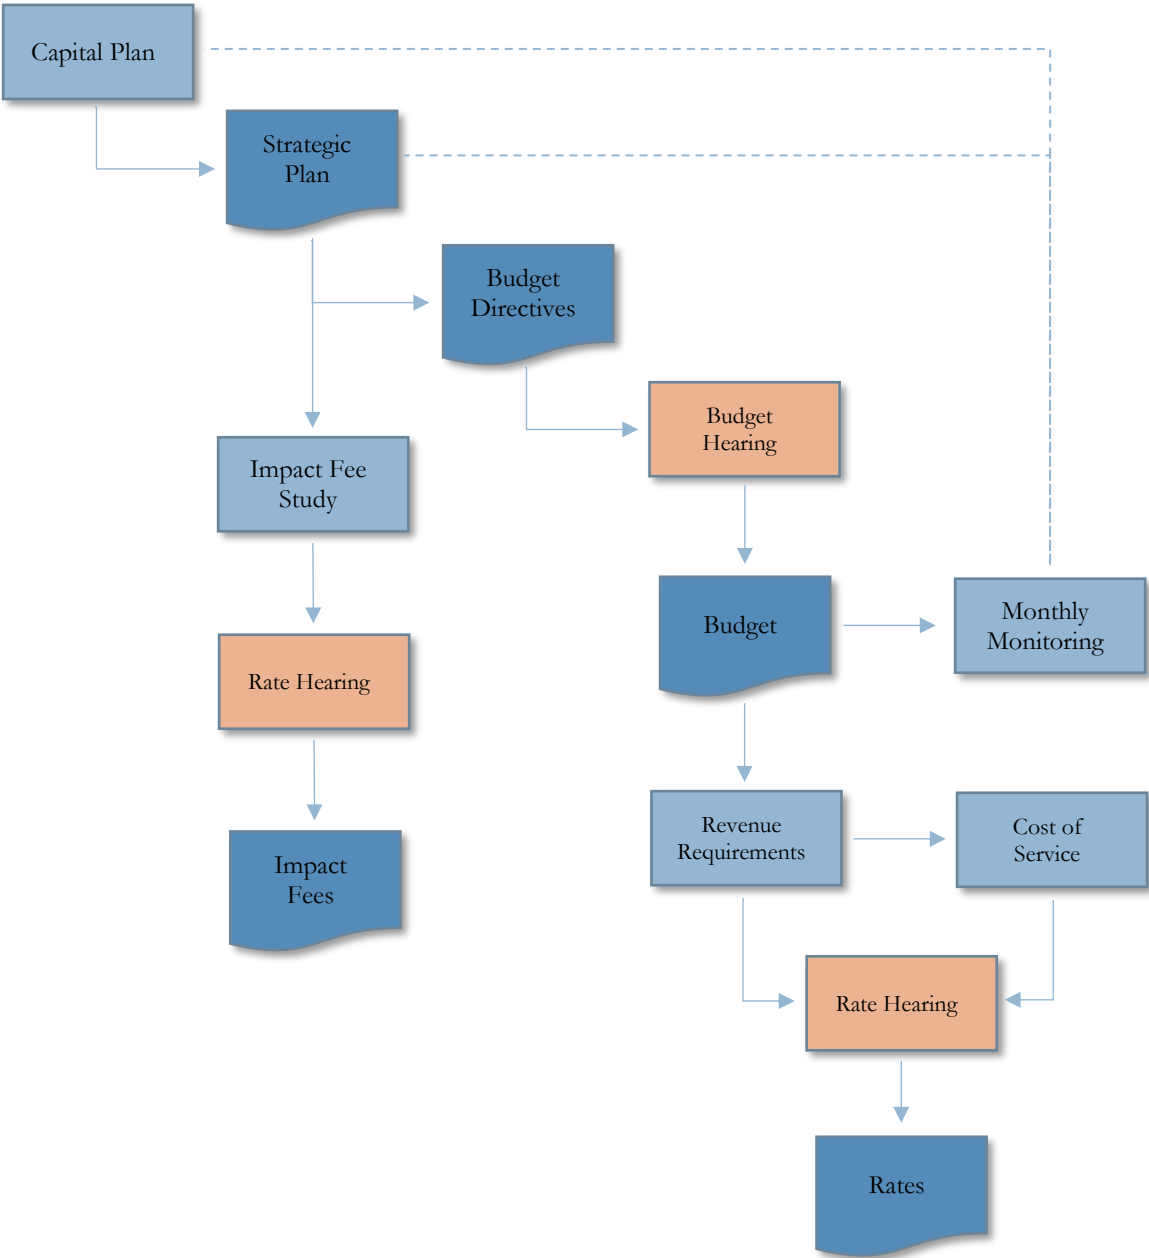 Capital Plan
Strategic
Plan
Budget
Directives
Budget
Hearing
Impact Fee
Study
Budget
Monthly
Monitoring
Rate Hearing
Revenue
Requirements
Cost of
Service
Impact
Fees
Rate Hearing
Rates